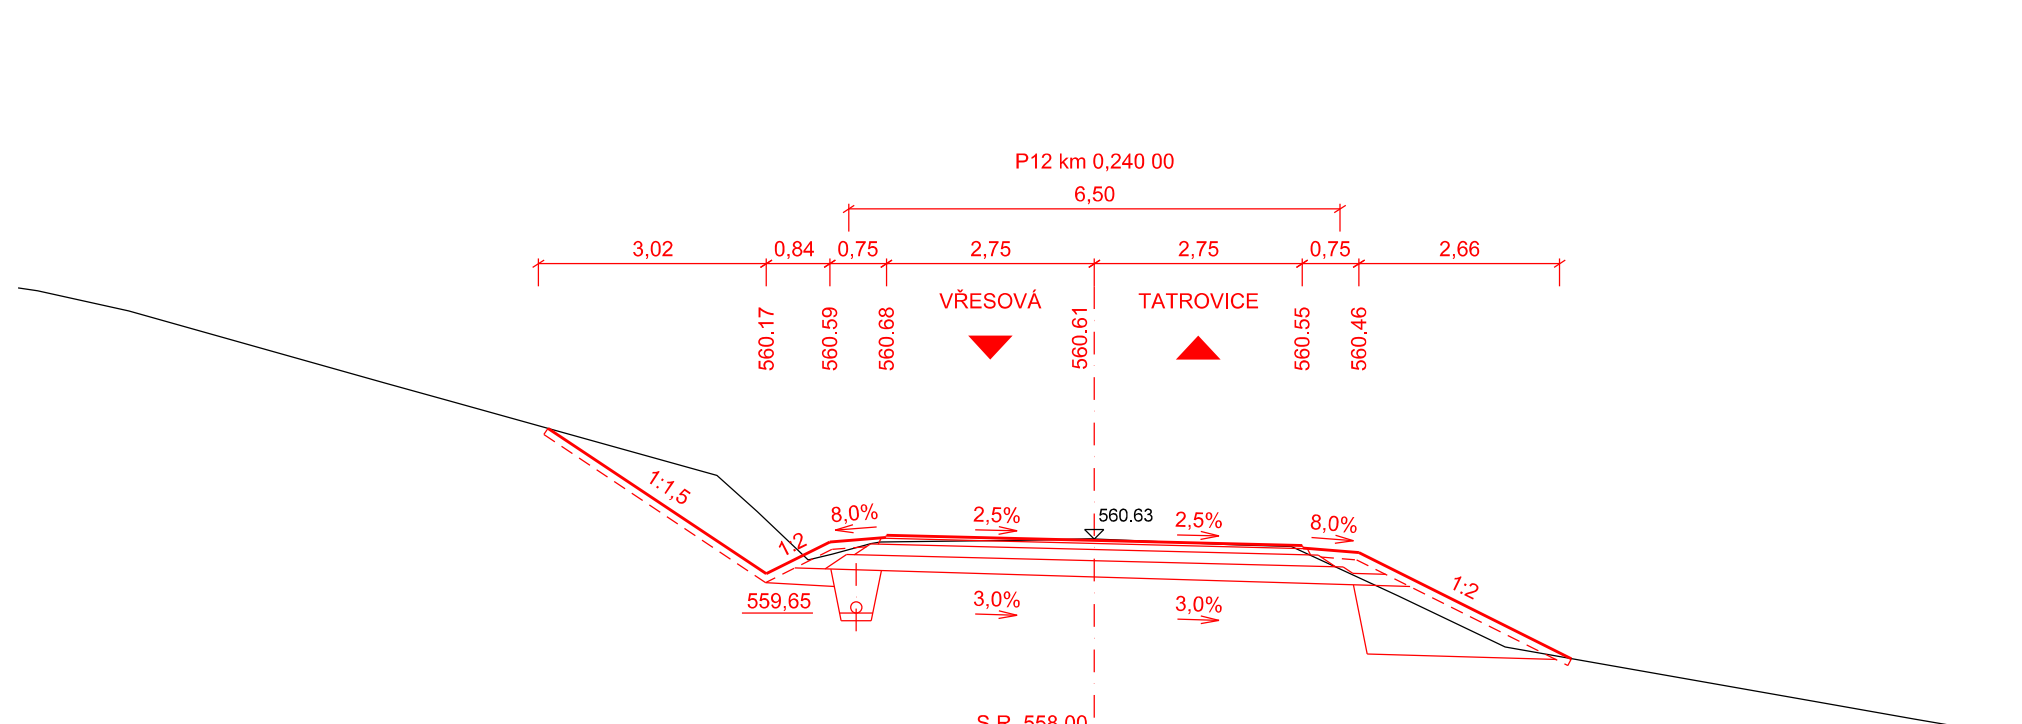 P12 km 0,240 00
6,50
3,02 0,84 0,75 2,75 2,75 0,75 2,66
VŘESOVÁ TATROVICE
560.17 560.59 560.68 560.61 560.55 560.46
1:1,5
1:2
8,0% 2,5% 560.63 2,5% 8,0%
1:2
559,65 3,0% 3,0%
S.R. 558,00